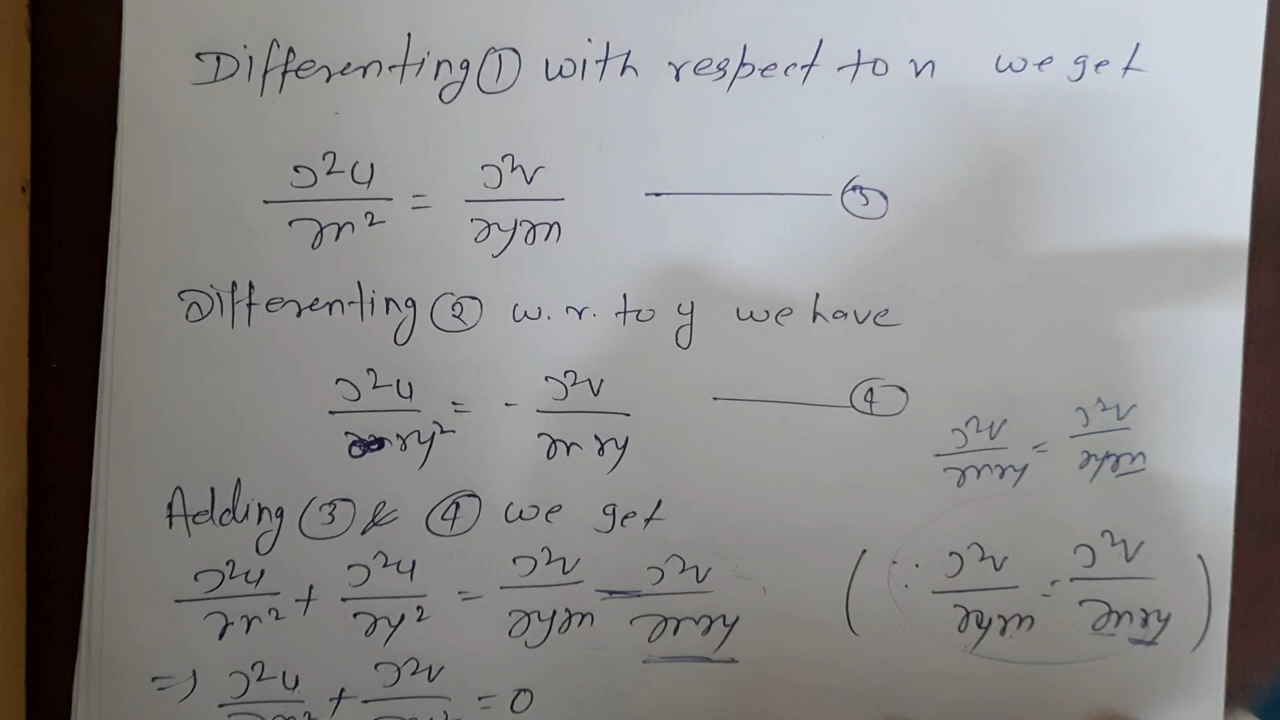 Differenting ① with respect to x we get
∂²u/∂x² = ∂²v/∂y∂x ——— ③
Differenting ② w.r. to y we have
∂²u/∂y² = - ∂²v/∂x∂y ——— ④
∂²v/∂x∂y = ∂²v/∂y∂x
Adding ③ & ④ we get
∂²u/∂x² + ∂²u/∂y² = ∂²v/∂y∂x - ∂²v/∂x∂y (∵ ∂²v/∂y∂x = ∂²v/∂x∂y)
⇒ ∂²u/∂x² + ∂²v/∂x² = 0